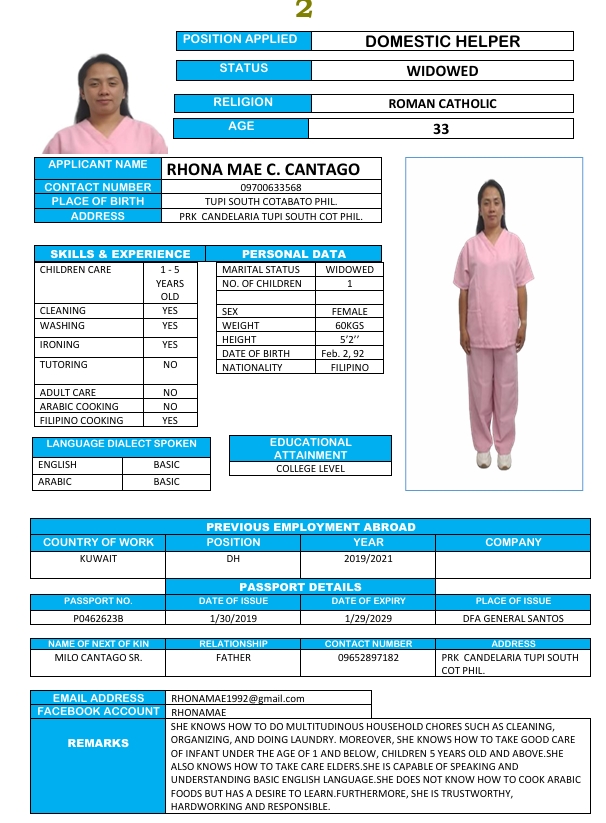 2
POSITION APPLIED DOMESTIC HELPER
STATUS WIDOWED
RELIGION ROMAN CATHOLIC
AGE 33
APPLICANT NAME RHONA MAE C. CANTAGO
CONTACT NUMBER 09700633568
PLACE OF BIRTH TUPI SOUTH COTABATO PHIL.
ADDRESS PRK CANDELARIA TUPI SOUTH COT PHIL.
SKILLS & EXPERIENCE
CHILDREN CARE 1 - 5
YEARS
OLD
CLEANING YES
WASHING YES
IRONING YES
TUTORING NO
ADULT CARE NO
ARABIC COOKING NO
FILIPINO COOKING YES
PERSONAL DATA
MARITAL STATUS WIDOWED
NO. OF CHILDREN 1
SEX FEMALE
WEIGHT 60KGS
HEIGHT 5’2’’
DATE OF BIRTH Feb. 2, 92
NATIONALITY FILIPINO
LANGUAGE DIALECT SPOKEN
ENGLISH BASIC
ARABIC BASIC
EDUCATIONAL
ATTAINMENT
COLLEGE LEVEL
PREVIOUS EMPLOYMENT ABROAD
COUNTRY OF WORK POSITION YEAR COMPANY
KUWAIT DH 2019/2021
PASSPORT DETAILS
PASSPORT NO. DATE OF ISSUE DATE OF EXPIRY PLACE OF ISSUE
P0462623B 1/30/2019 1/29/2029 DFA GENERAL SANTOS
NAME OF NEXT OF KIN RELATIONSHIP CONTACT NUMBER ADDRESS
MILO CANTAGO SR. FATHER 09652897182 PRK CANDELARIA TUPI SOUTH
COT PHIL.
EMAIL ADDRESS RHONAMAE1992@gmail.com
FACEBOOK ACCOUNT RHONAMAE
REMARKS
SHE KNOWS HOW TO DO MULTITUDINOUS HOUSEHOLD CHORES SUCH AS CLEANING,
ORGANIZING, AND DOING LAUNDRY. MOREOVER, SHE KNOWS HOW TO TAKE GOOD CARE
OF INFANT UNDER THE AGE OF 1 AND BELOW, CHILDREN 5 YEARS OLD AND ABOVE.SHE
ALSO KNOWS HOW TO TAKE CARE ELDERS.SHE IS CAPABLE OF SPEAKING AND
UNDERSTANDING BASIC ENGLISH LANGUAGE.SHE DOES NOT KNOW HOW TO COOK ARABIC
FOODS BUT HAS A DESIRE TO LEARN.FURTHERMORE, SHE IS TRUSTWORTHY,
HARDWORKING AND RESPONSIBLE.